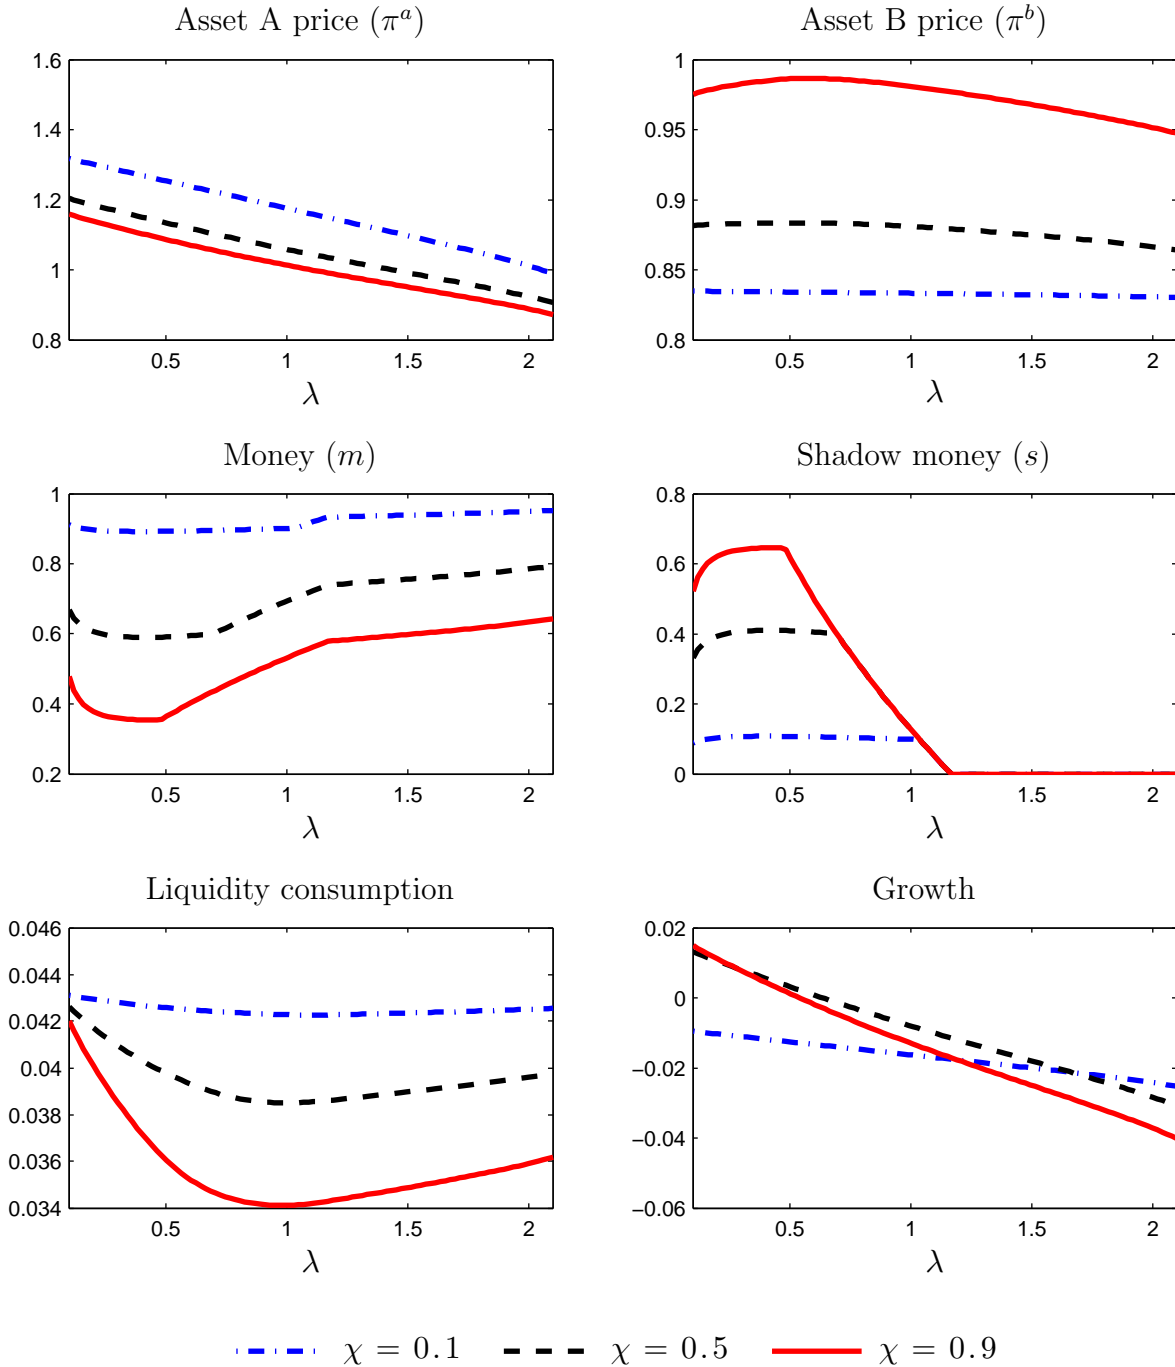 Asset A price (π^a)
1.6
1.4
1.2
1
0.8
0.5 1 1.5 2
λ
Asset B price (π^b)
1
0.95
0.9
0.85
0.8
0.5 1 1.5 2
λ
Money (m)
1
0.8
0.6
0.4
0.2
0.5 1 1.5 2
λ
Shadow money (s)
0.8
0.6
0.4
0.2
0
0.5 1 1.5 2
λ
Liquidity consumption
0.046
0.044
0.042
0.04
0.038
0.036
0.034
0.5 1 1.5 2
λ
Growth
0.02
0
−0.02
−0.04
−0.06
0.5 1 1.5 2
λ
χ = 0.1 χ = 0.5 χ = 0.9